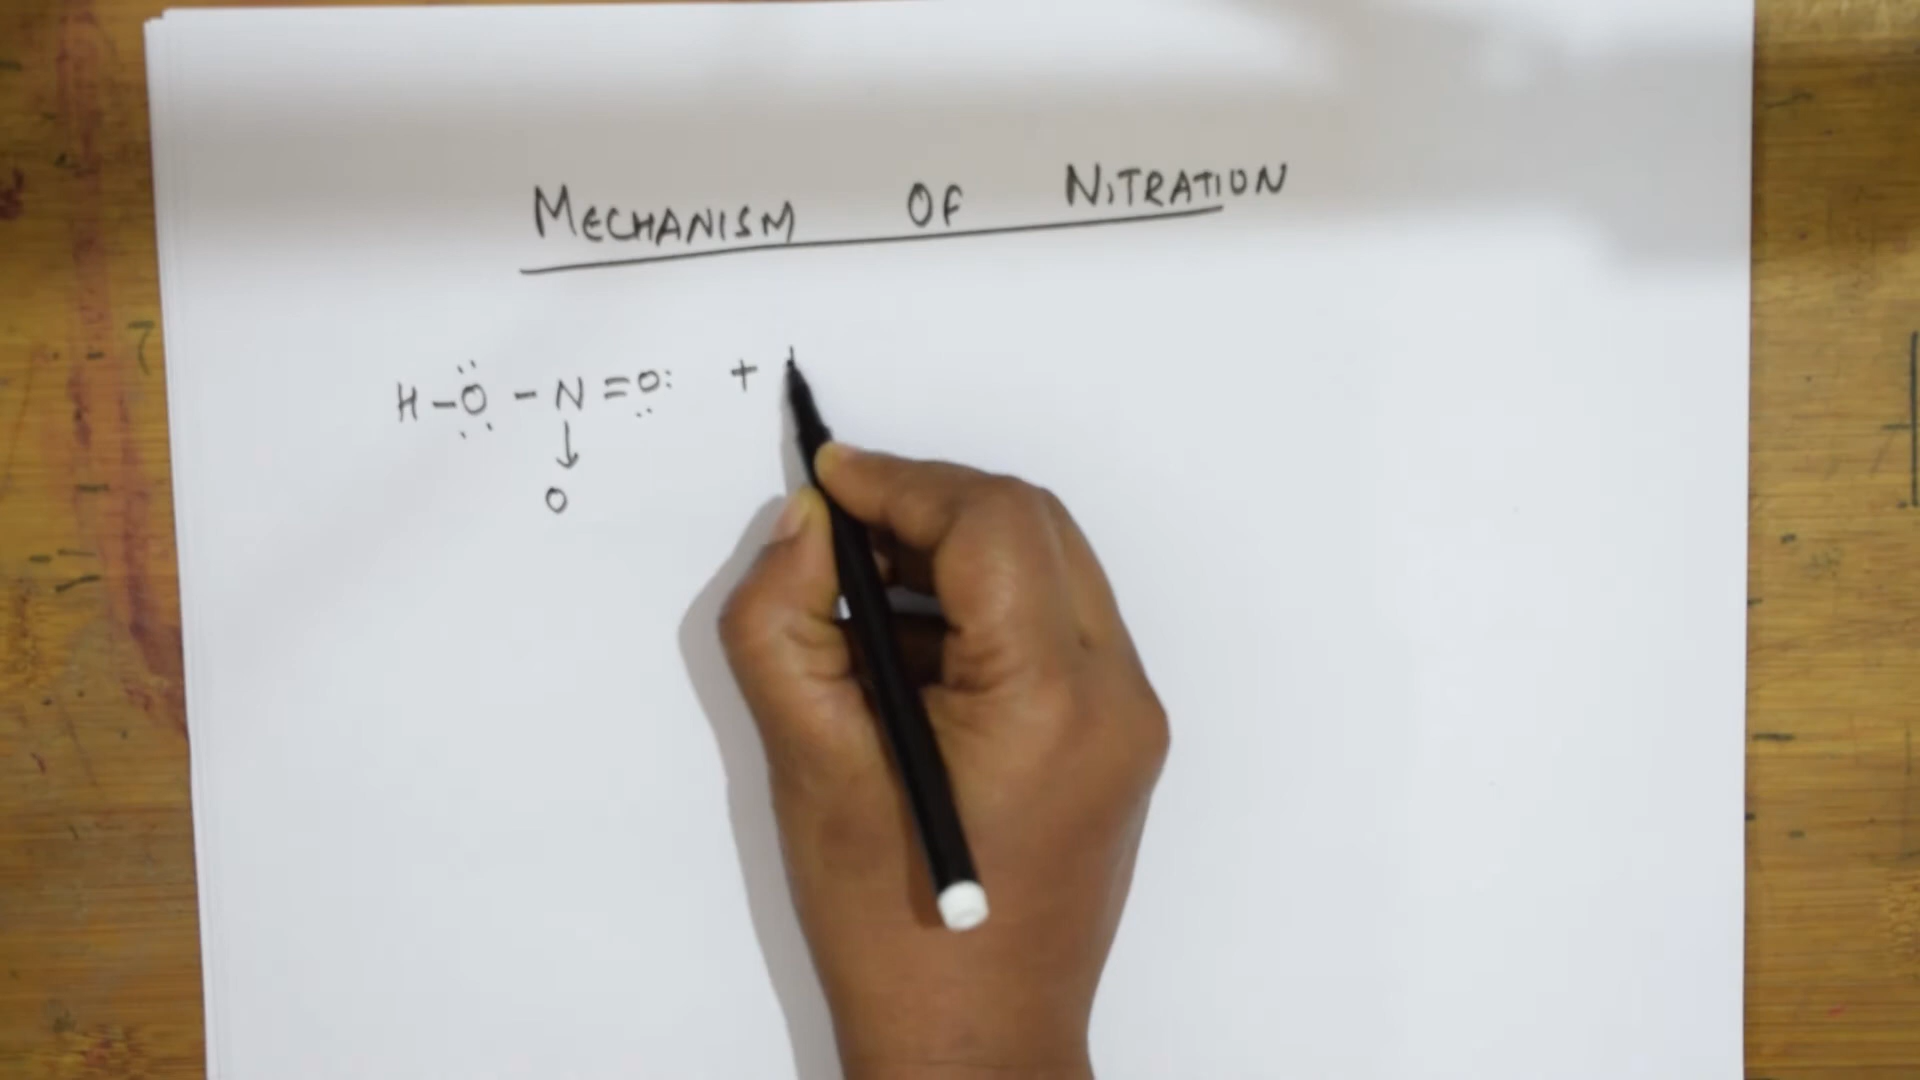 MECHANISM OF NITRATION
H-Ö-N=O: +
↓
O